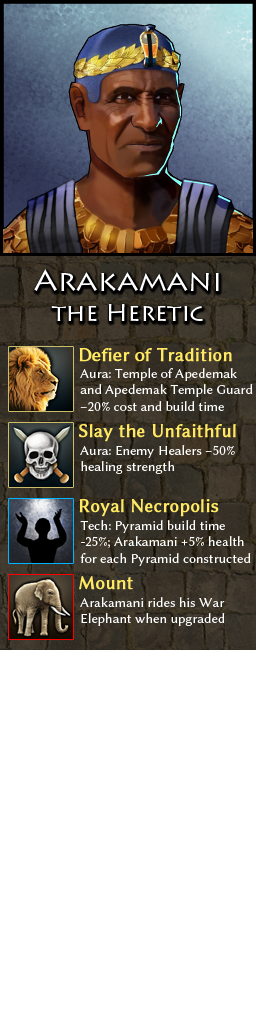 Arakamani
the Heretic
Defier of Tradition
Aura: Temple of Apedemak
and Apedemak Temple Guard
–20% cost and build time
Slay the Unfaithful
Aura: Enemy Healers –50%
healing strength
Royal Necropolis
Tech: Pyramid build time
-25%; Arakamani +5% health
for each Pyramid constructed
Mount
Arakamani rides his War
Elephant when upgraded